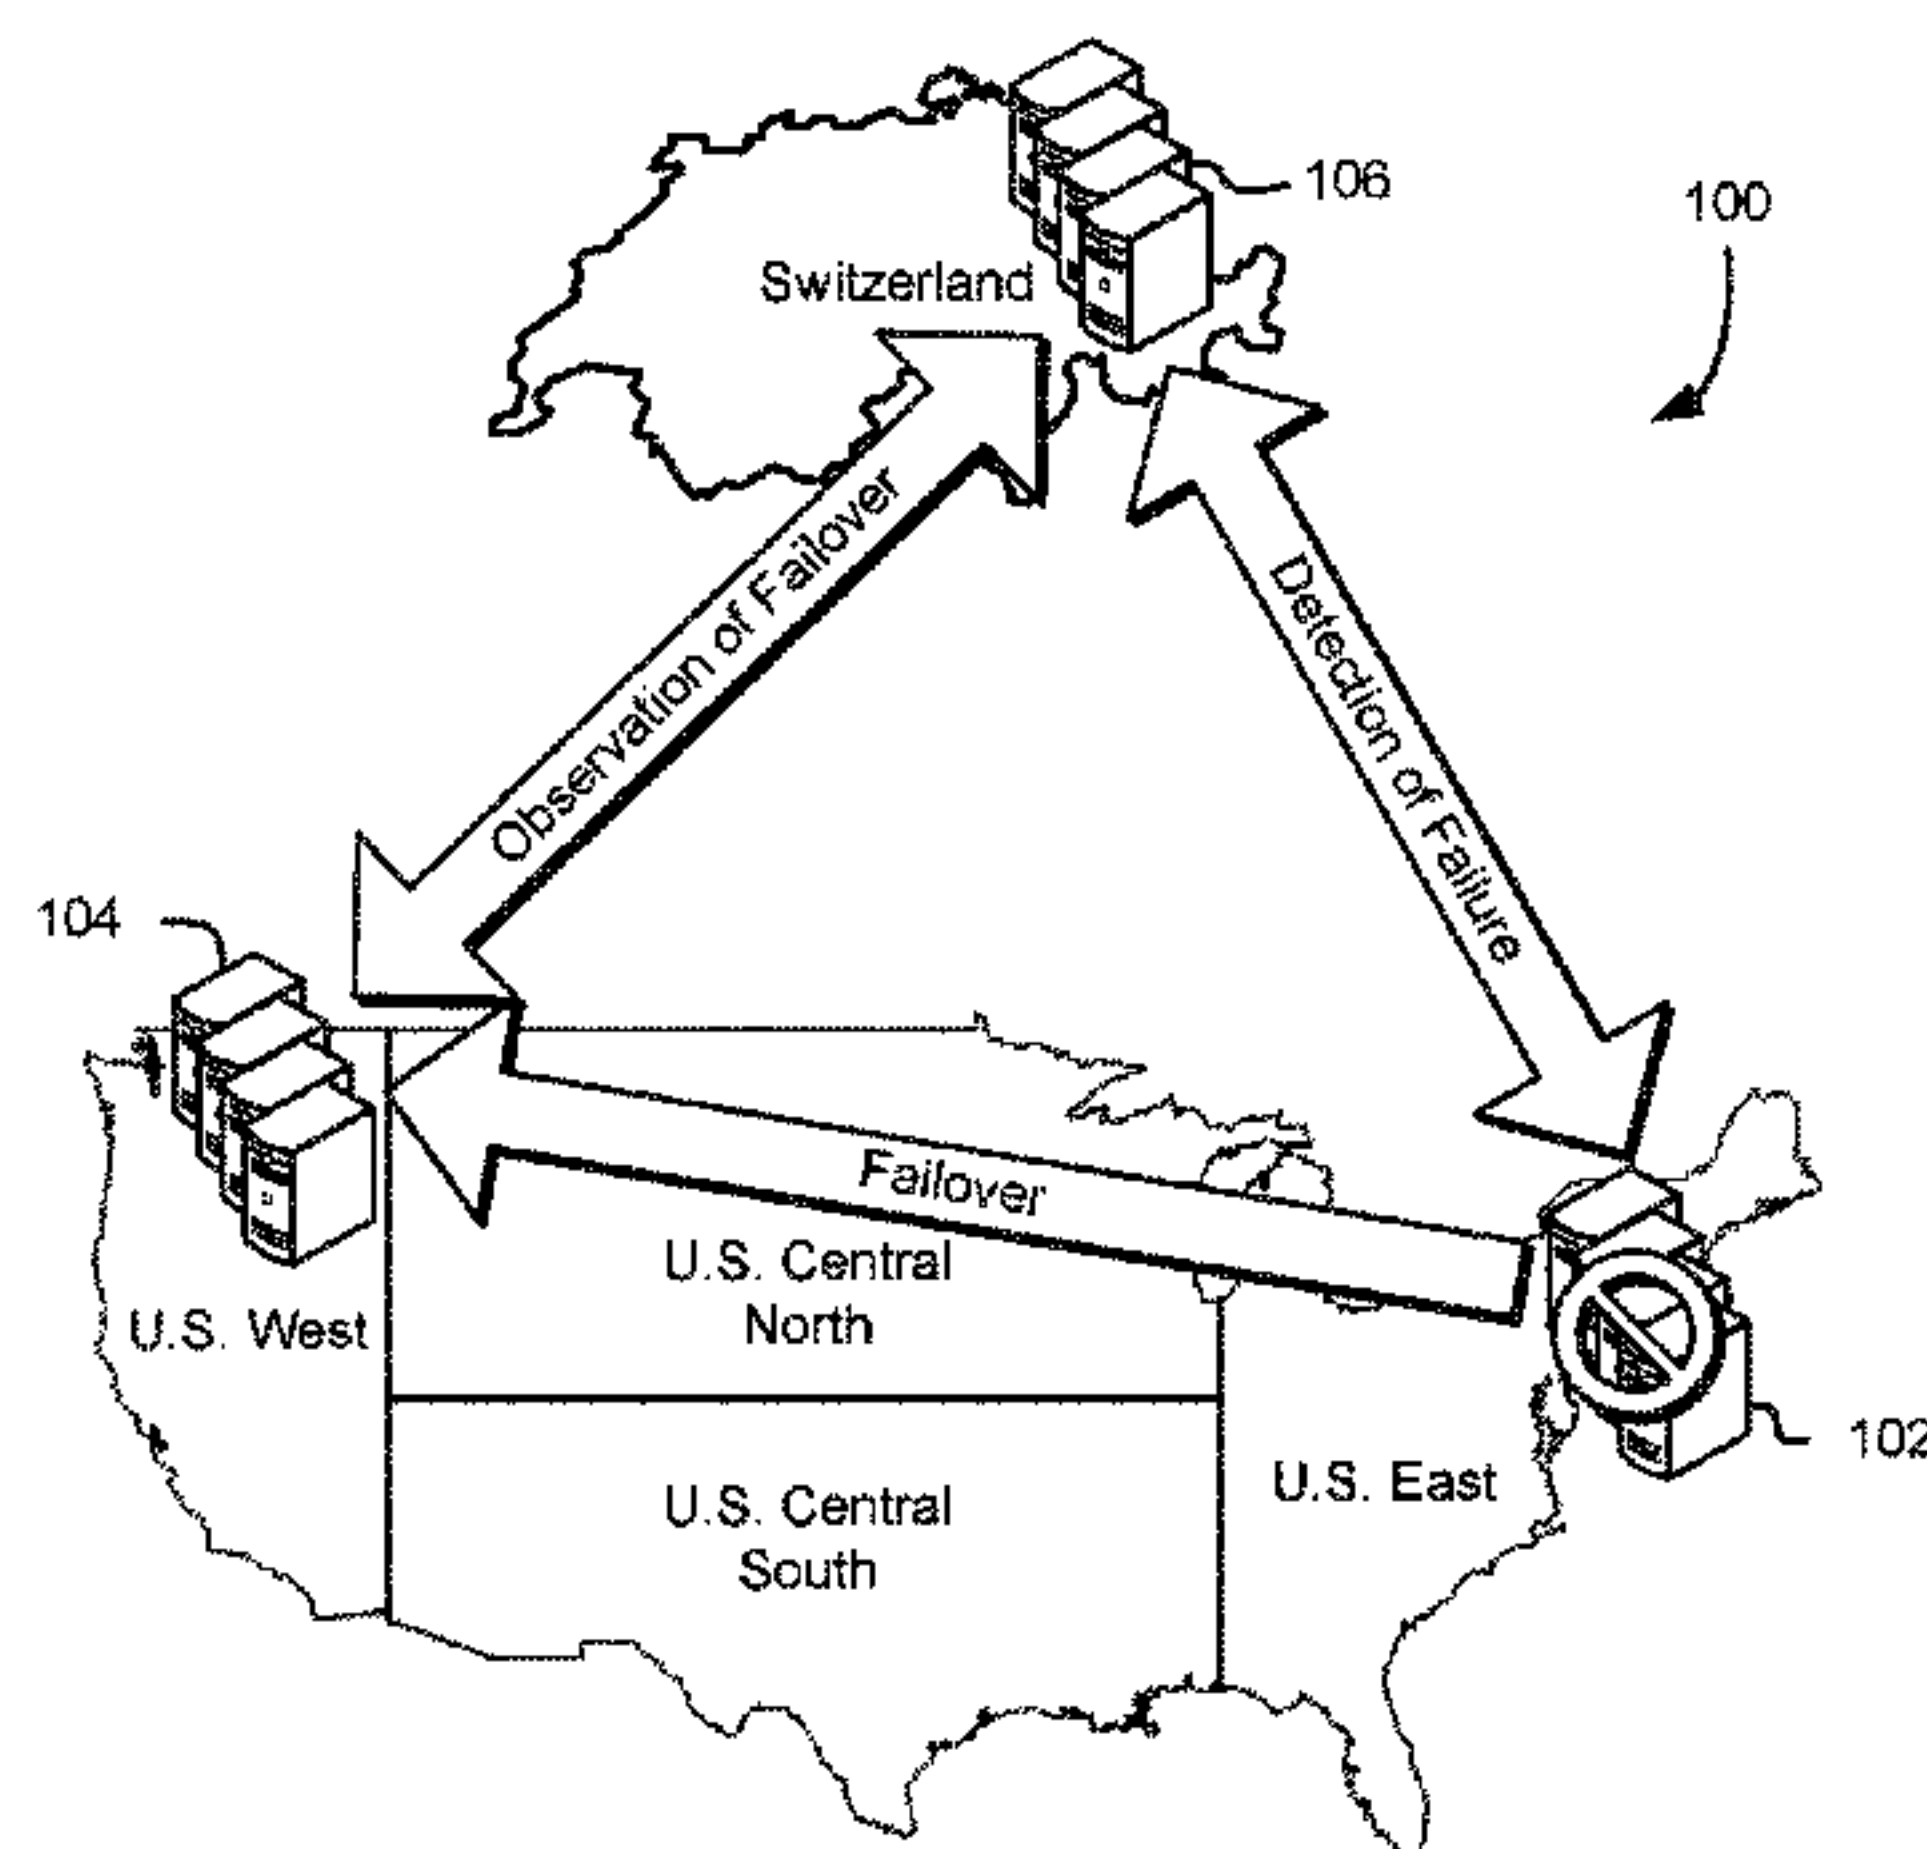 106
100
Switzerland
Observation of Failover
Detection of Failure
104
Failover
U.S. Central
North
U.S. West
102
U.S. East
U.S. Central
South